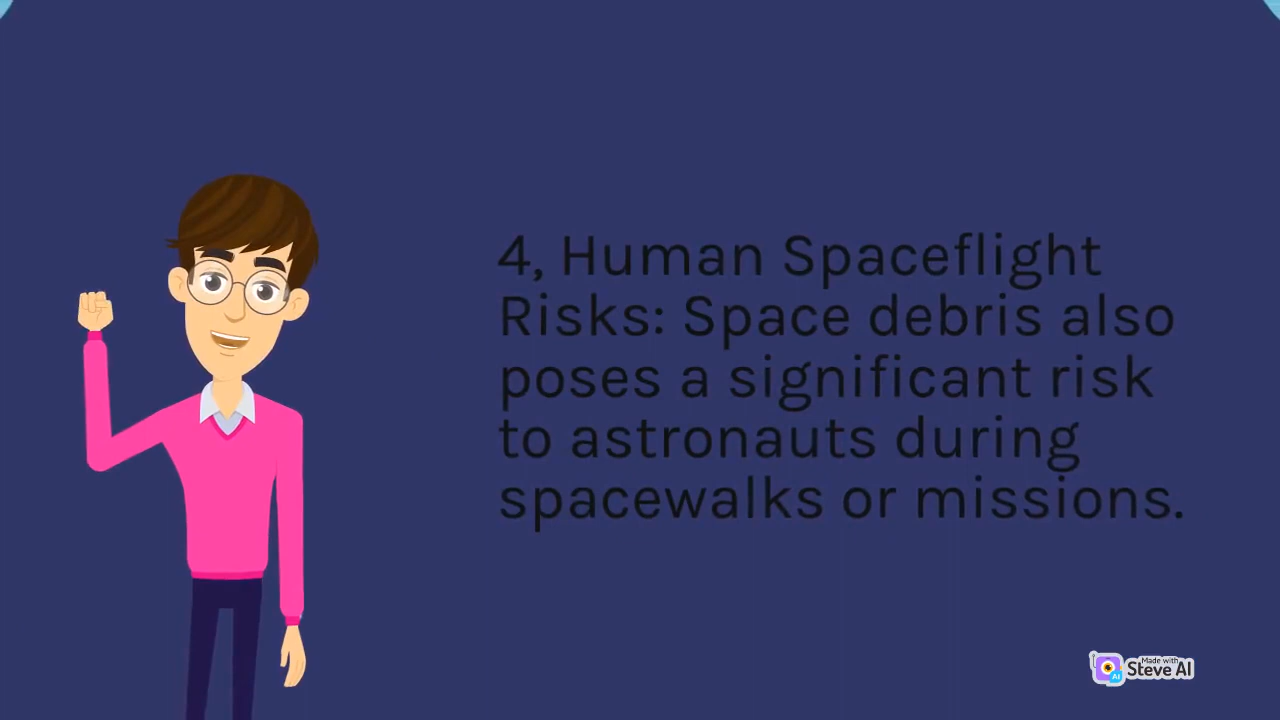 4, Human Spaceflight
Risks: Space debris also
poses a significant risk
to astronauts during
spacewalks or missions.
Made with
Steve AI
AI